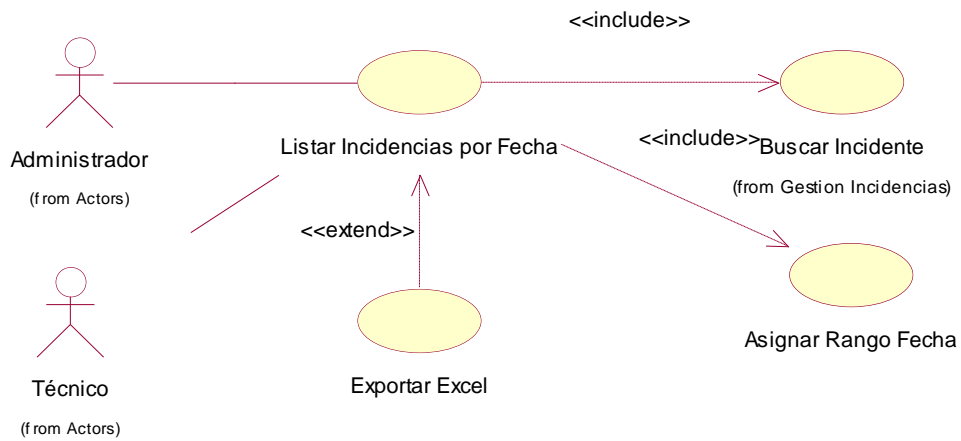 <<include>>
Administrador
(from Actors)
Listar Incidencias por Fecha
<<include>>
Buscar Incidente
(from Gestion Incidencias)
<<extend>>
Técnico
(from Actors)
Exportar Excel
Asignar Rango Fecha